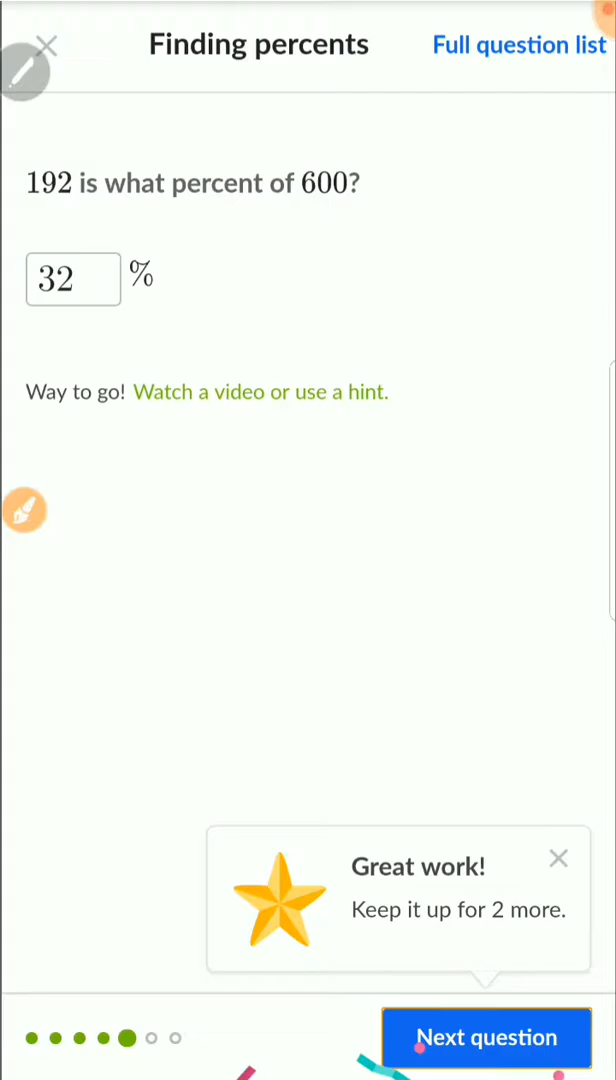 Finding percents
Full question list
192 is what percent of 600?
32 %
Way to go! Watch a video or use a hint.
Great work!
Keep it up for 2 more.
Next question